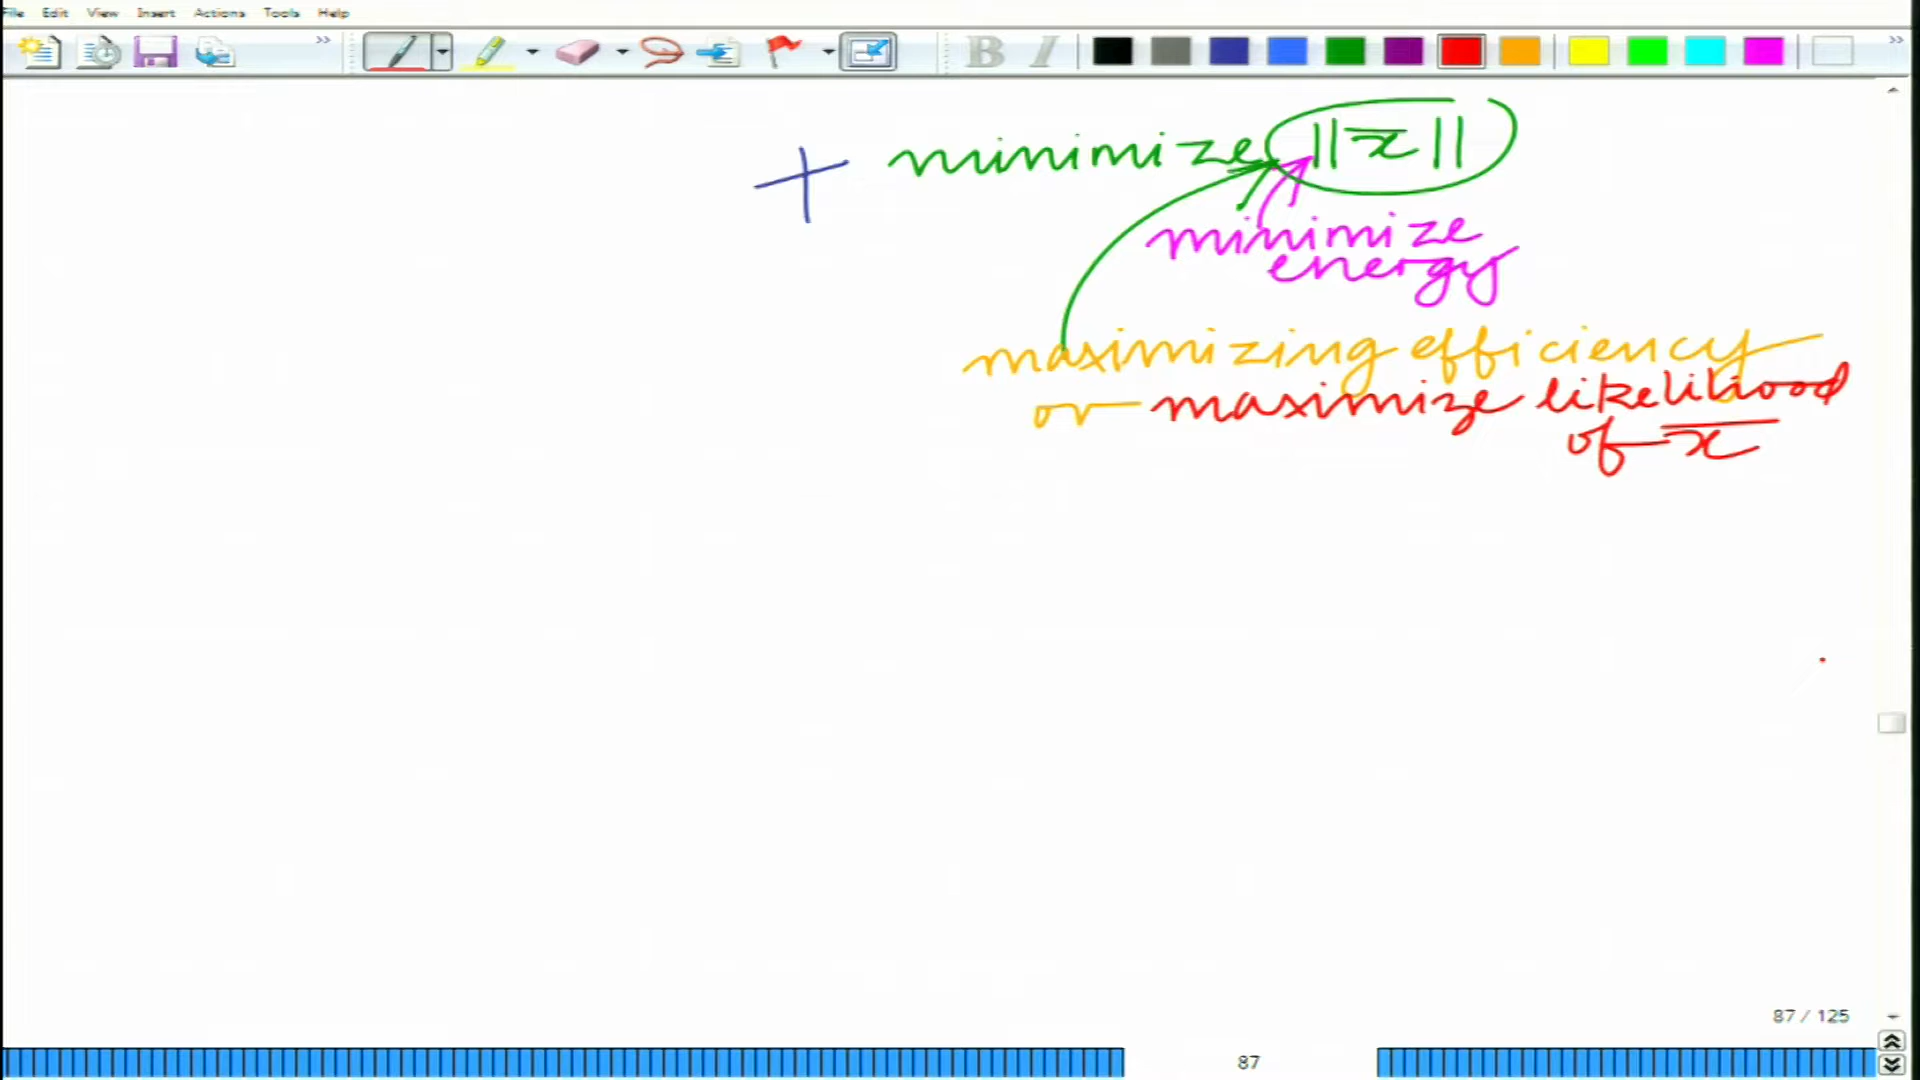 File Edit View Insert Actions Tools Help
B I
+ minimize ||x̅||
minimize
energy
maximizing efficiency
or maximize likelihood
of x̅
87 / 125
87